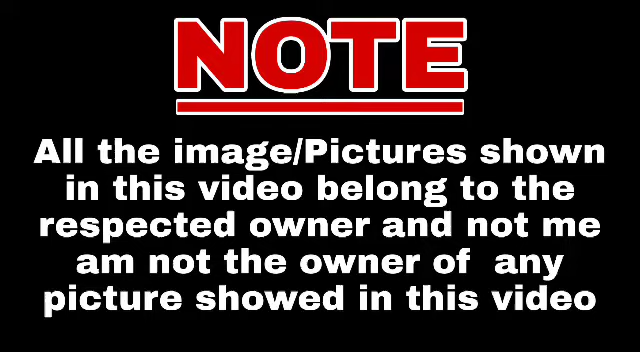 NOTE
All the image/Pictures shown
in this video belong to the
respected owner and not me
am not the owner of any
picture showed in this video